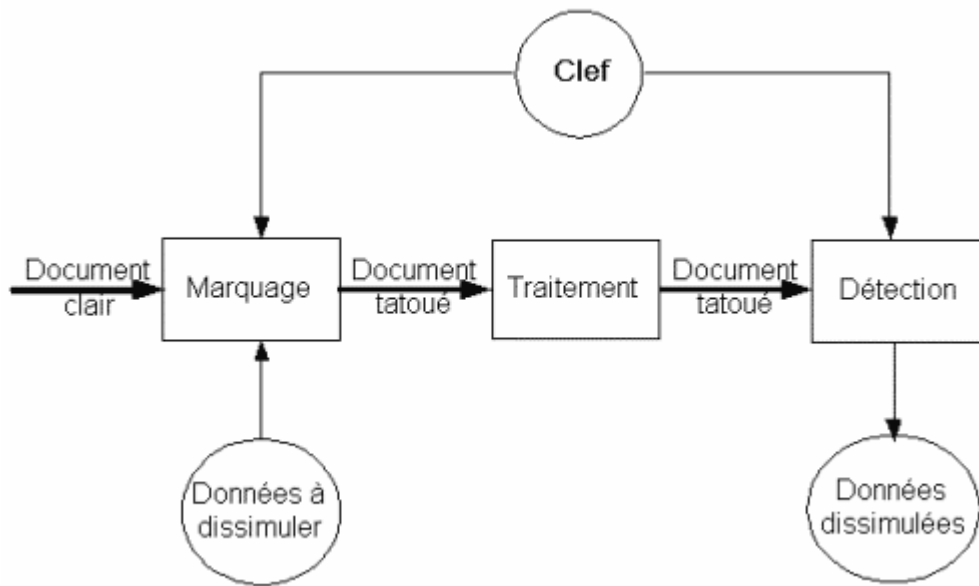 Clef
Document
clair
Marquage
Document
tatoué
Traitement
Document
tatoué
Détection
Données à
dissimuler
Données
dissimulées